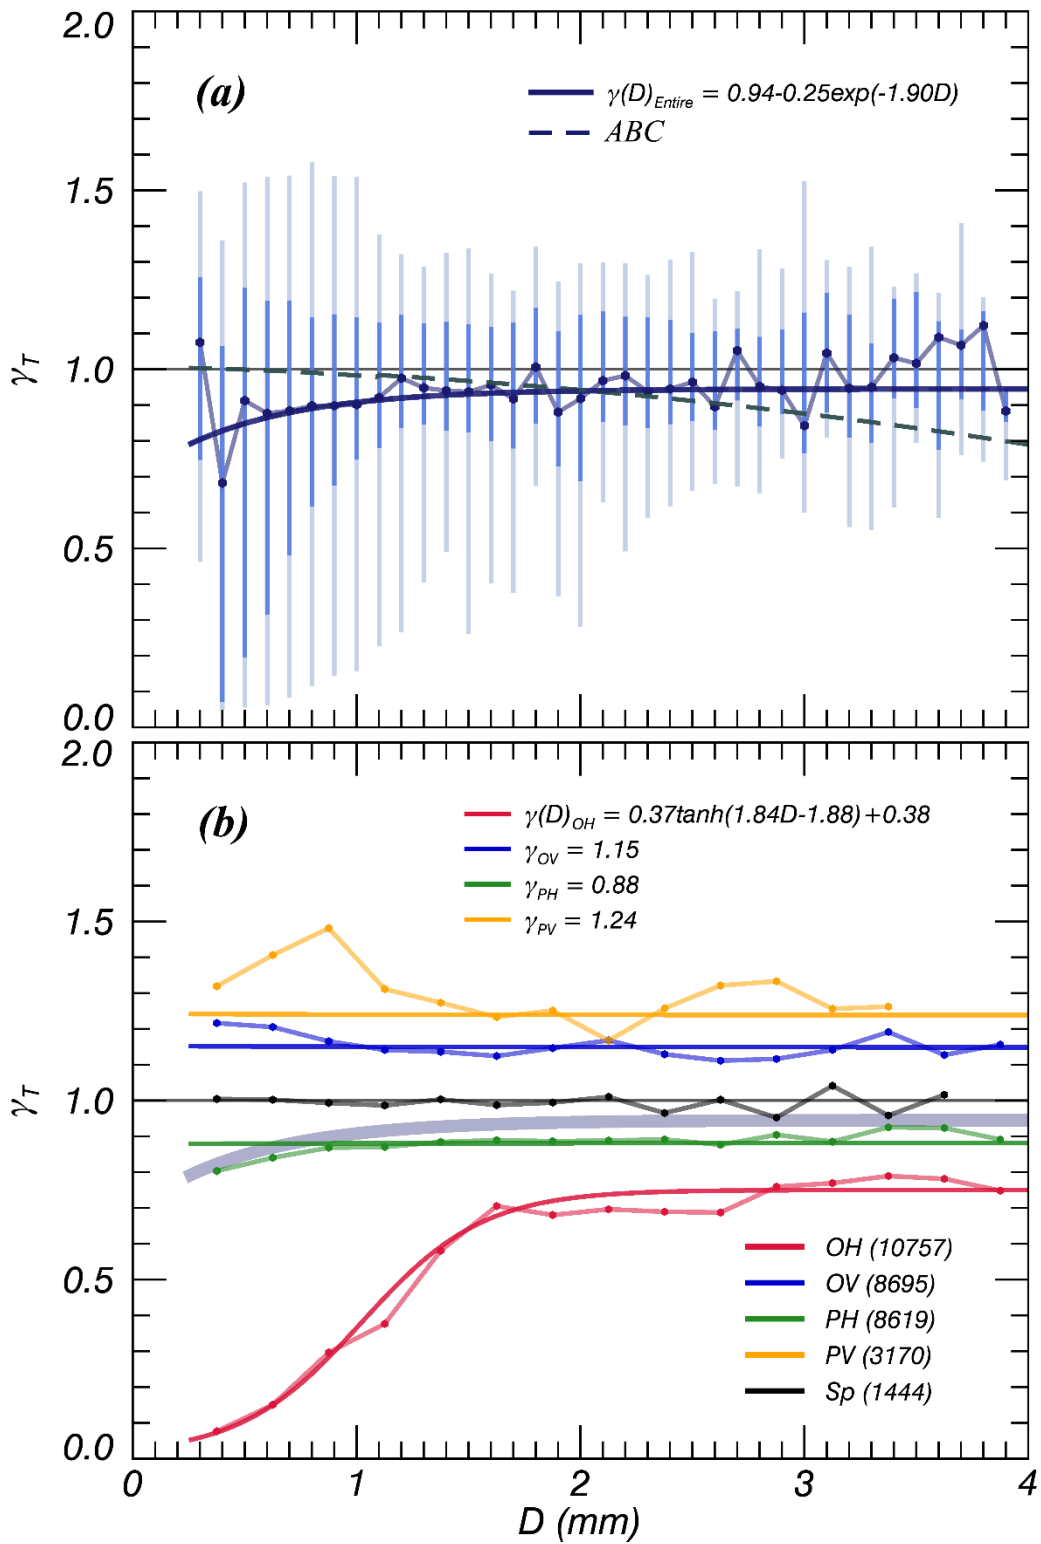 2.0
(a)
γ(D)Entire = 0.94-0.25exp(-1.90D)
ABC
1.5
γT
1.0
0.5
0.0
2.0
(b)
γ(D)OH = 0.37tanh(1.84D-1.88)+0.38
γOV = 1.15
γPH = 0.88
γPV = 1.24
1.5
γT
1.0
0.5
OH (10757)
OV (8695)
PH (8619)
PV (3170)
Sp (1444)
0.0
0 1 2 3 4
D (mm)